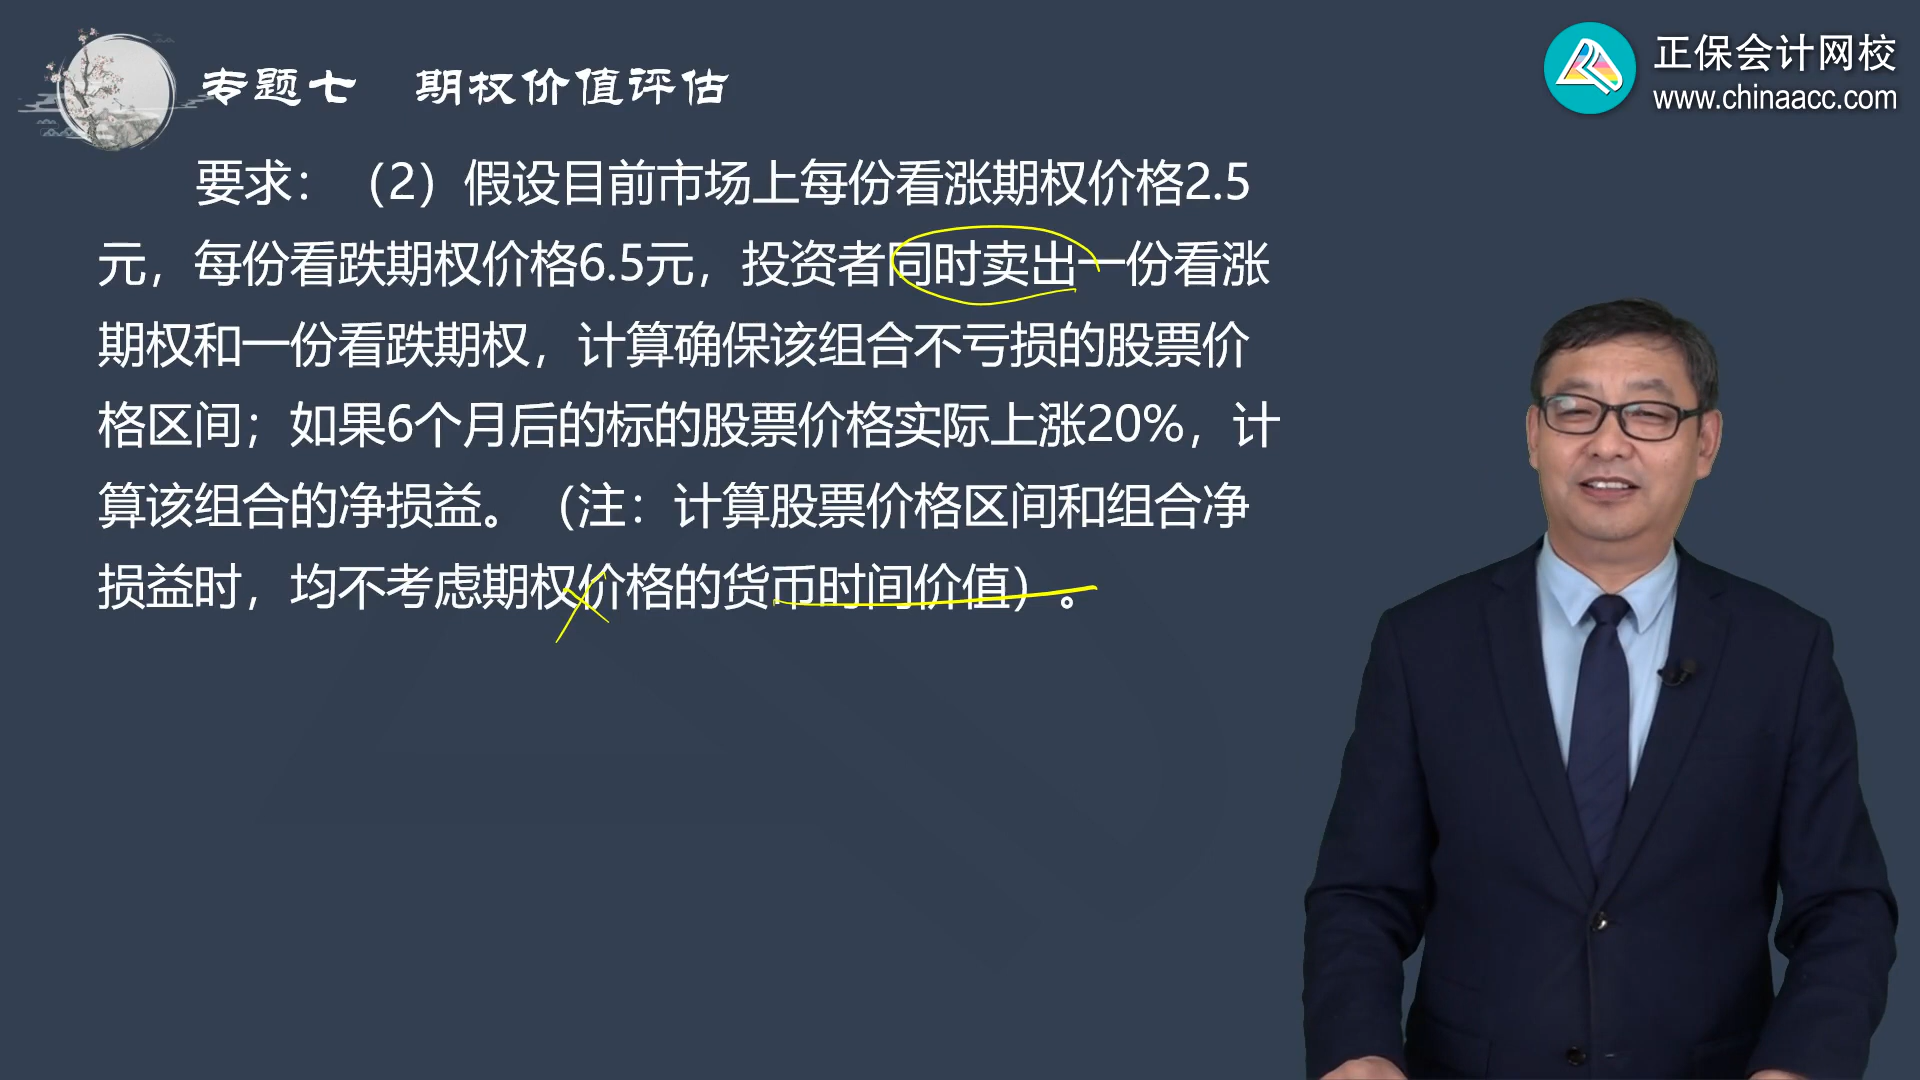 专题七 期权价值评估
正保会计网校
www.chinaacc.com
要求：（2）假设目前市场上每份看涨期权价格2.5
元，每份看跌期权价格6.5元，投资者同时卖出一份看涨
期权和一份看跌期权，计算确保该组合不亏损的股票价
格区间；如果6个月后的标的股票价格实际上涨20%，计
算该组合的净损益。（注：计算股票价格区间和组合净
损益时，均不考虑期权价格的货币时间价值）。